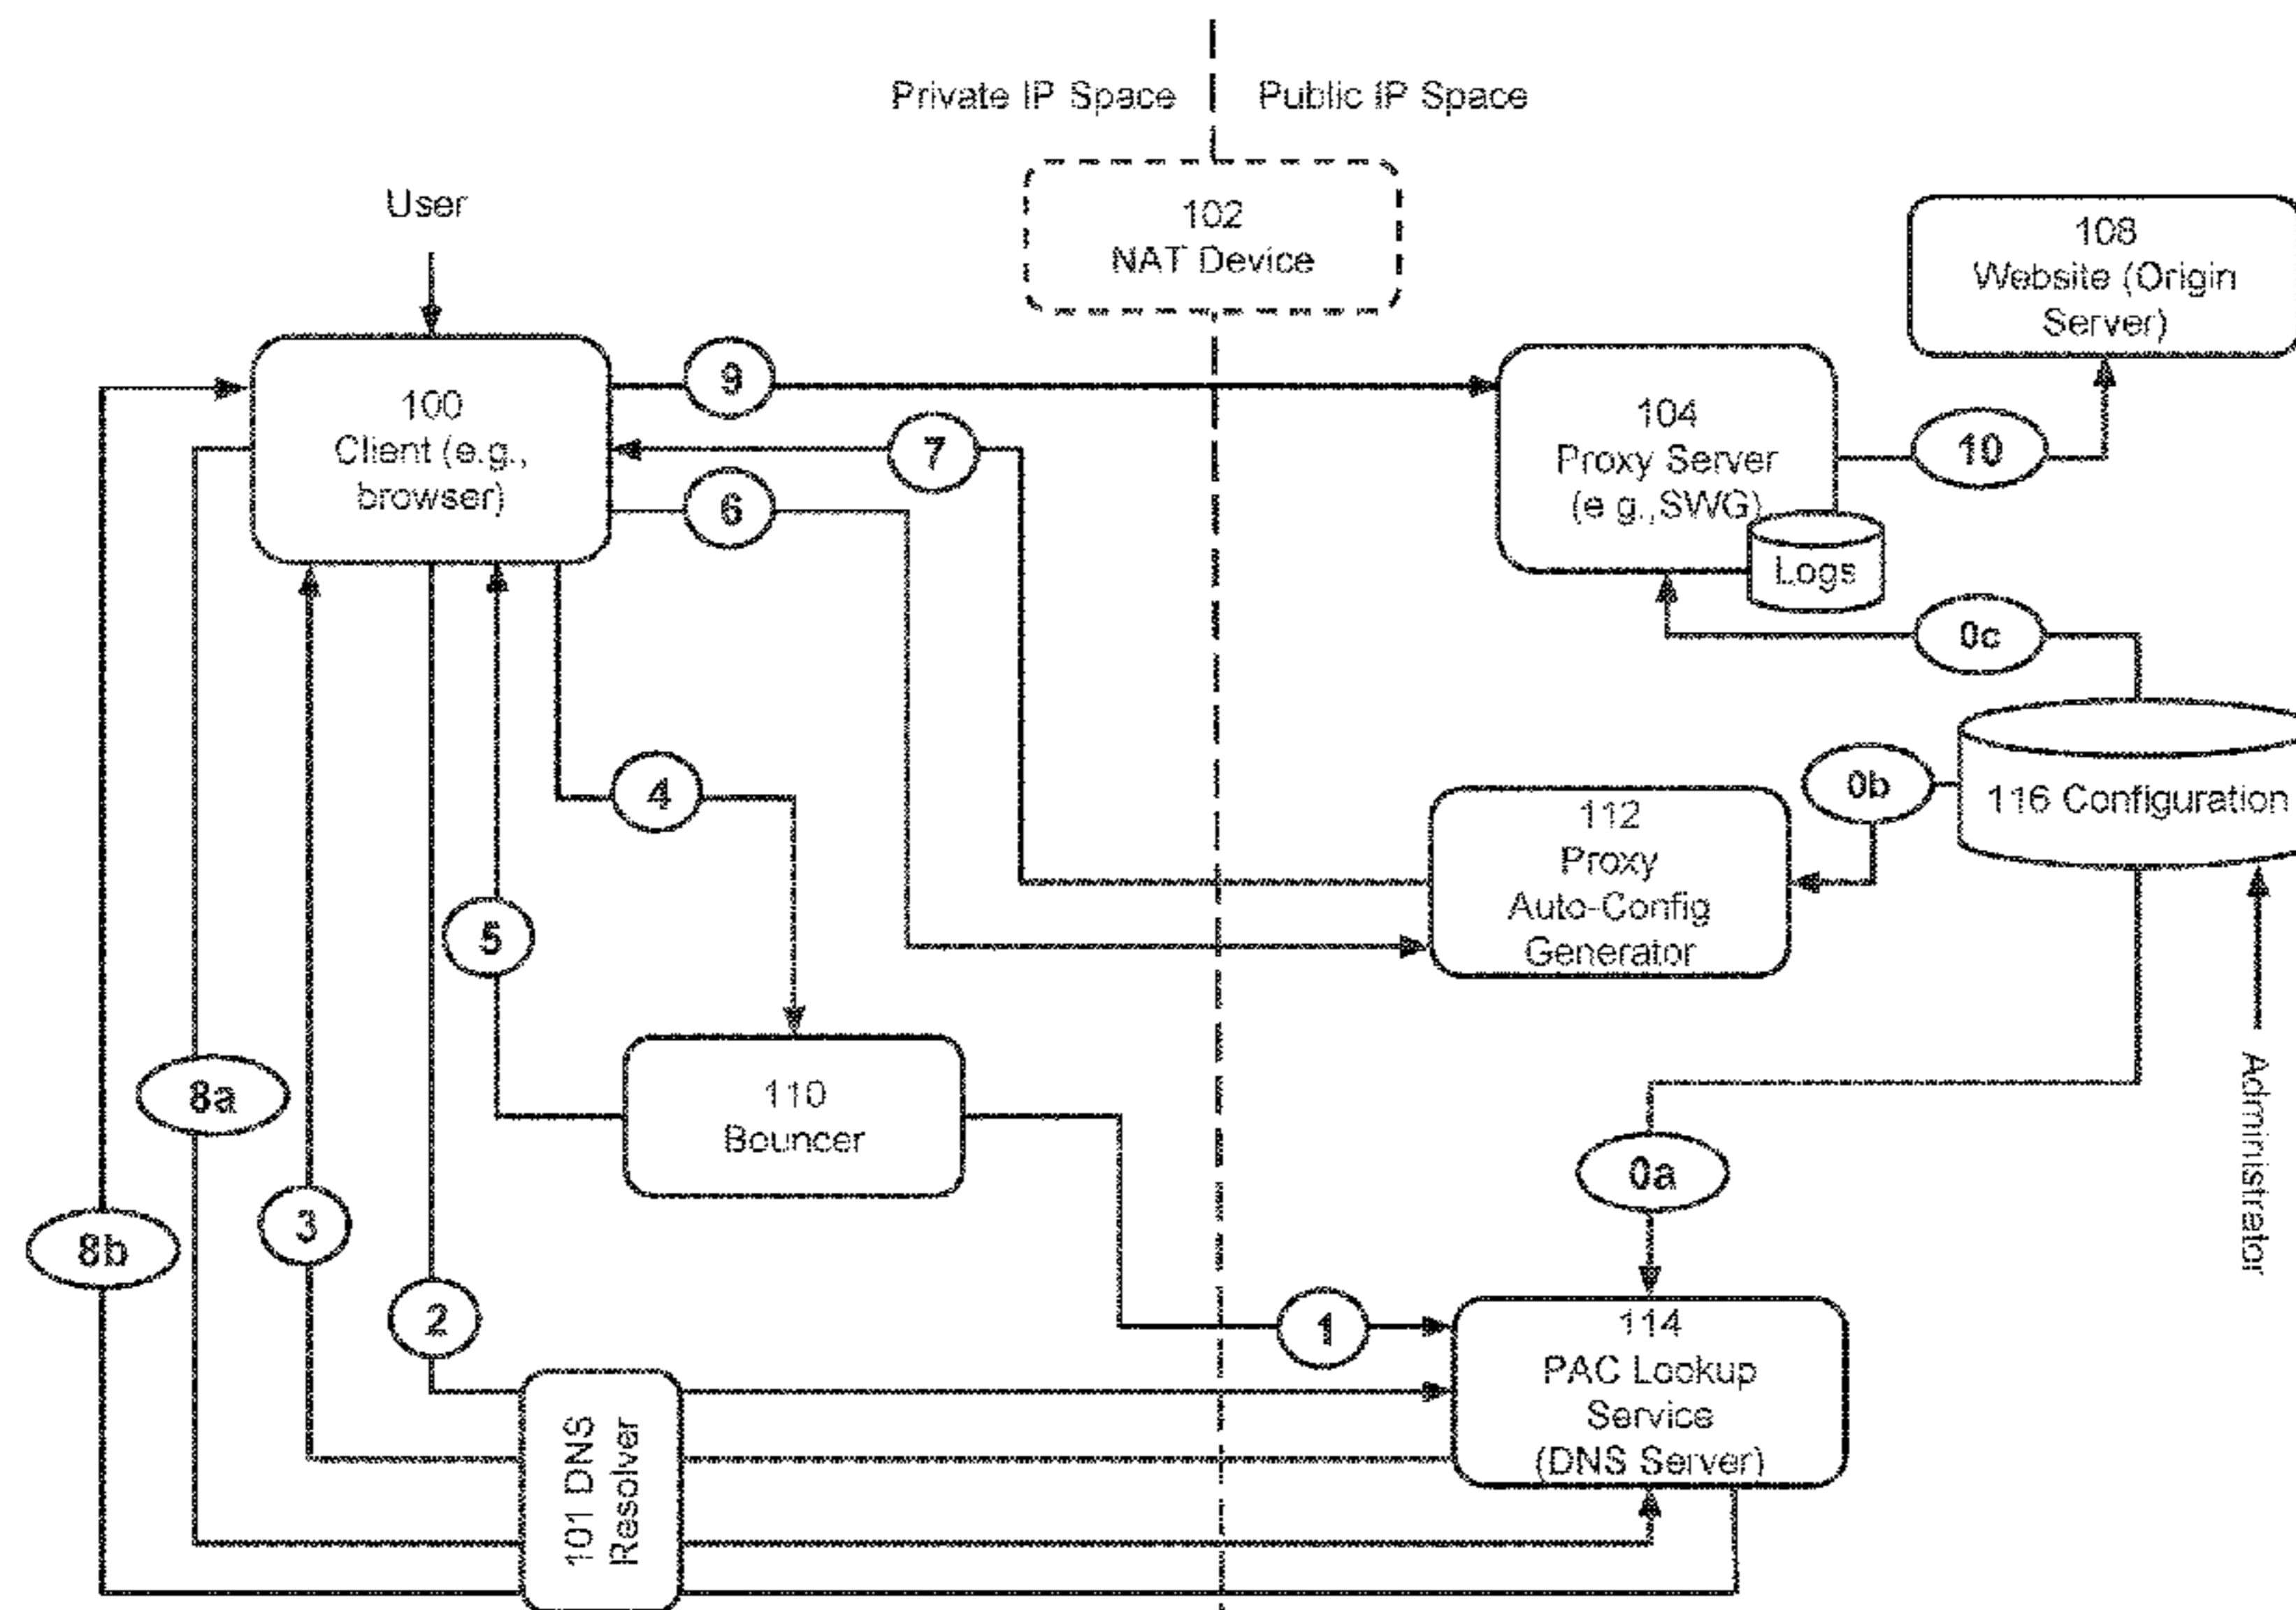 Private IP Space
Public IP Space
User
102
NAT Device
108
Website (Origin
Server)
9
100
Client (e.g.,
browser)
7
6
104
Proxy Server
(e.g.,SWG)
Logs
10
0c
0b
116 Configuration
4
112
Proxy
Auto-Config
Generator
5
Administrator
8a
110
Bouncer
0a
3
8b
2
1
114
PAC Lookup
Service
(DNS Server)
101 DNS
Resolver